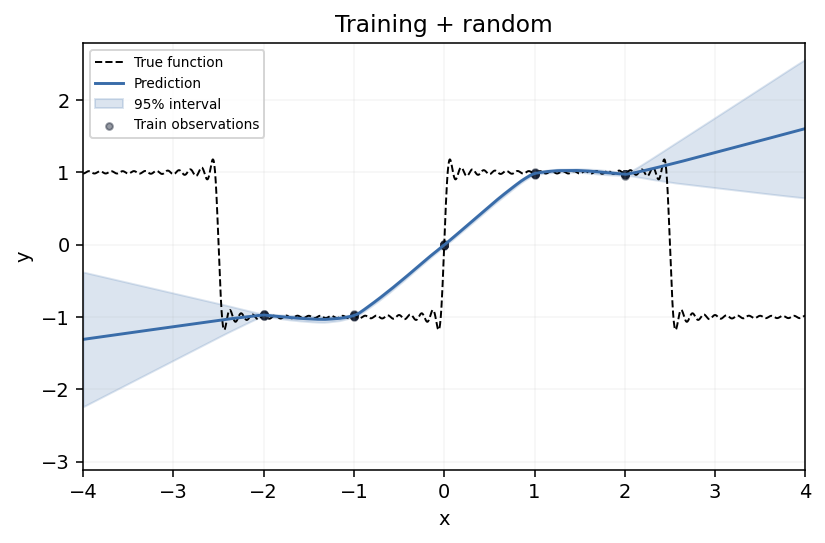 Training + random
True function
Prediction
95% interval
Train observations
y
2
1
0
−1
−2
−3
−4 −3 −2 −1 0 1 2 3 4
x